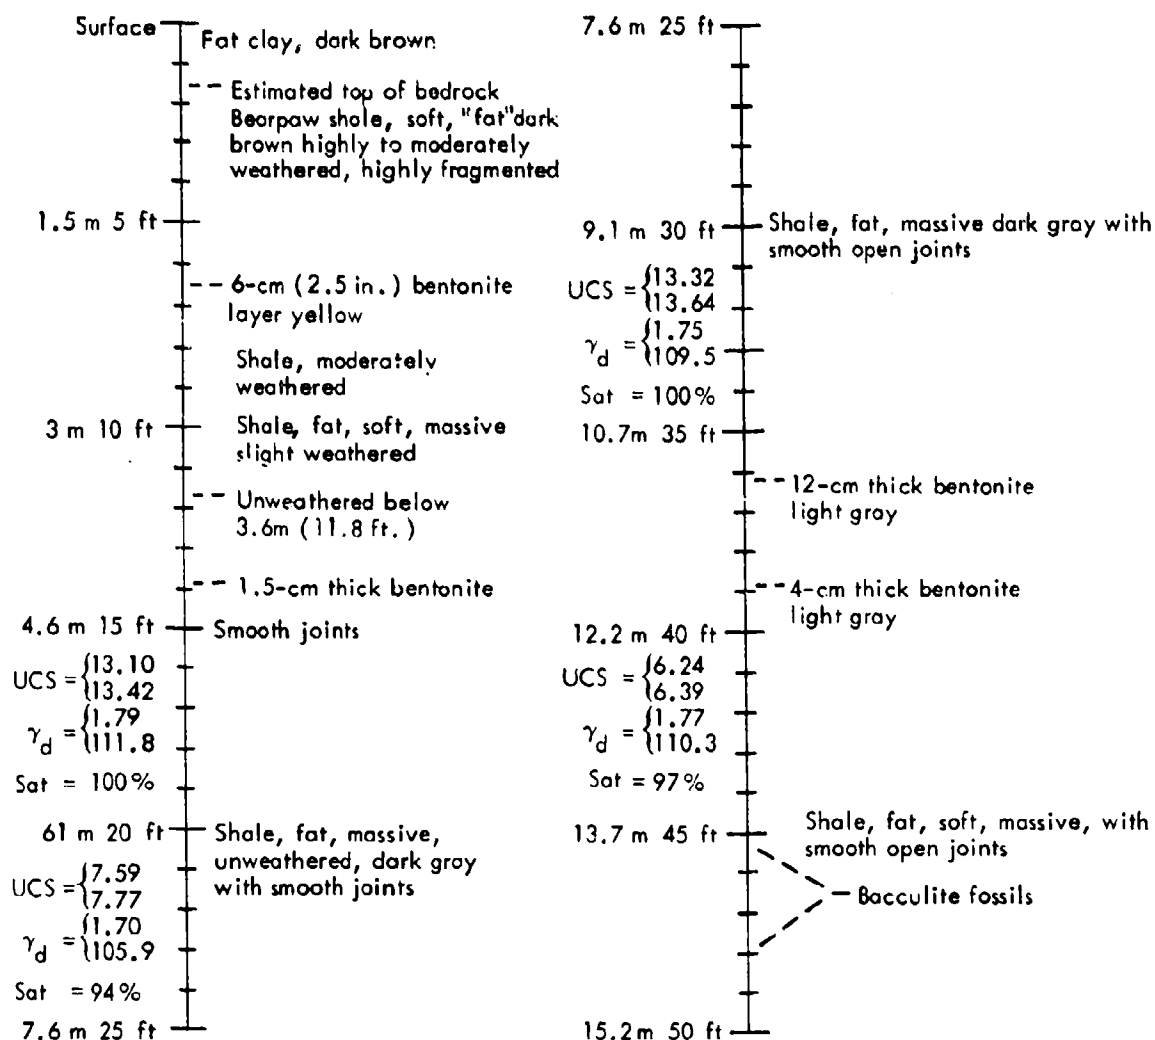 Surface
Fat clay, dark brown
Estimated top of bedrock
Bearpaw shale, soft, "fat" dark
brown highly to moderately
weathered, highly fragmented
1.5 m 5 ft
6-cm (2.5 in.) bentonite
layer yellow
Shale, moderately
weathered
3 m 10 ft
Shale, fat, soft, massive
slight weathered
Unweathered below
3.6m (11.8 ft.)
1.5-cm thick bentonite
4.6 m 15 ft
Smooth joints
UCS = {13.10
13.42
γd = {1.79
111.8
Sat = 100%
61 m 20 ft
Shale, fat, massive,
unweathered, dark gray
with smooth joints
UCS = {7.59
7.77
γd = {1.70
105.9
Sat = 94%
7.6 m 25 ft
7.6 m 25 ft
9.1 m 30 ft
Shale, fat, massive dark gray with
smooth open joints
UCS = {13.32
13.64
γd = {1.75
109.5
Sat = 100%
10.7m 35 ft
12-cm thick bentonite
light gray
4-cm thick bentonite
light gray
12.2 m 40 ft
UCS = {6.24
6.39
γd = {1.77
110.3
Sat = 97%
13.7 m 45 ft
Shale, fat, soft, massive, with
smooth open joints
Bacculite fossils
15.2 m 50 ft